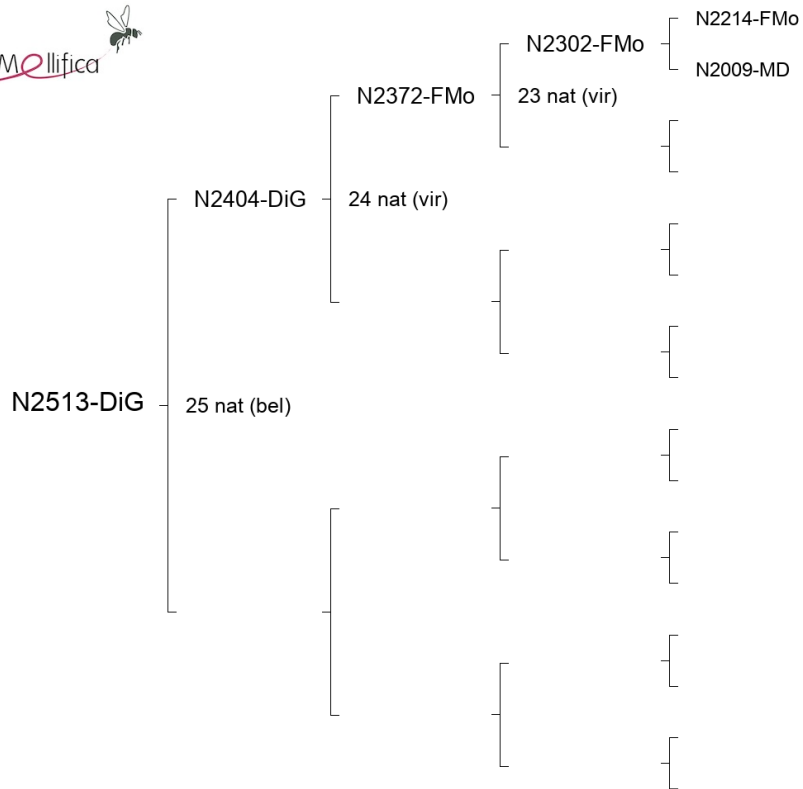 Mellifica
N2214-FMo
N2302-FMo
N2009-MD
N2372-FMo
23 nat (vir)
N2404-DiG
24 nat (vir)
N2513-DiG
25 nat (bel)